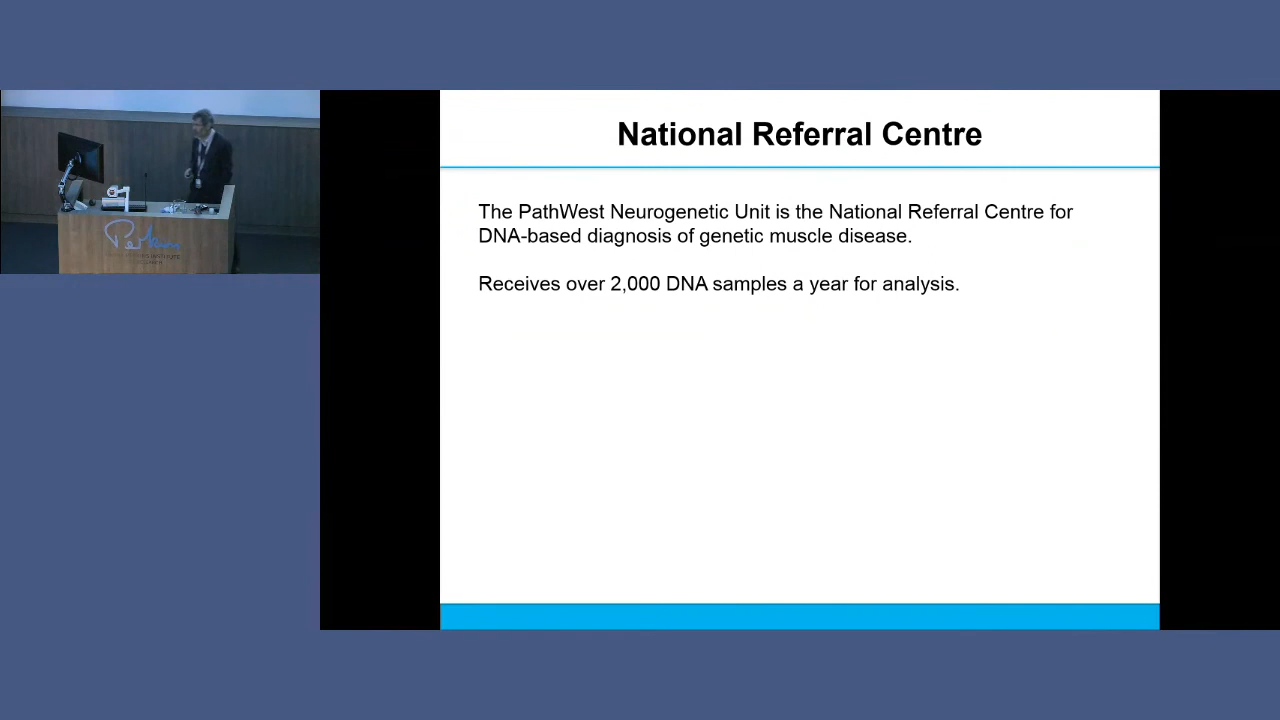 National Referral Centre
The PathWest Neurogenetic Unit is the National Referral Centre for
DNA-based diagnosis of genetic muscle disease.
Receives over 2,000 DNA samples a year for analysis.
Perkins